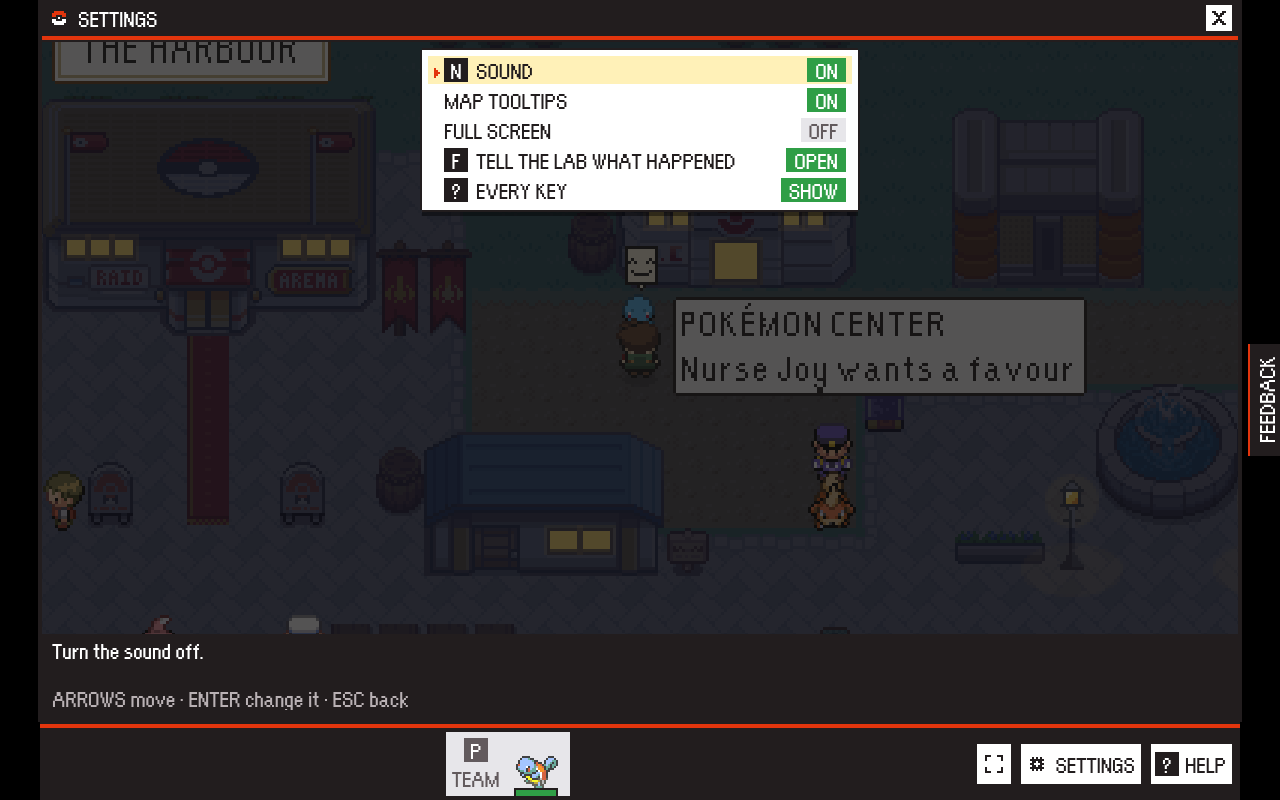 SETTINGS
X
THE HARBOUR
N SOUND ON
MAP TOOLTIPS ON
FULL SCREEN OFF
F TELL THE LAB WHAT HAPPENED OPEN
? EVERY KEY SHOW
RAID
ARENA
POKÉMON CENTER
Nurse Joy wants a favour
FEEDBACK
Turn the sound off.
ARROWS move · ENTER change it · ESC back
P
TEAM
SETTINGS
? HELP